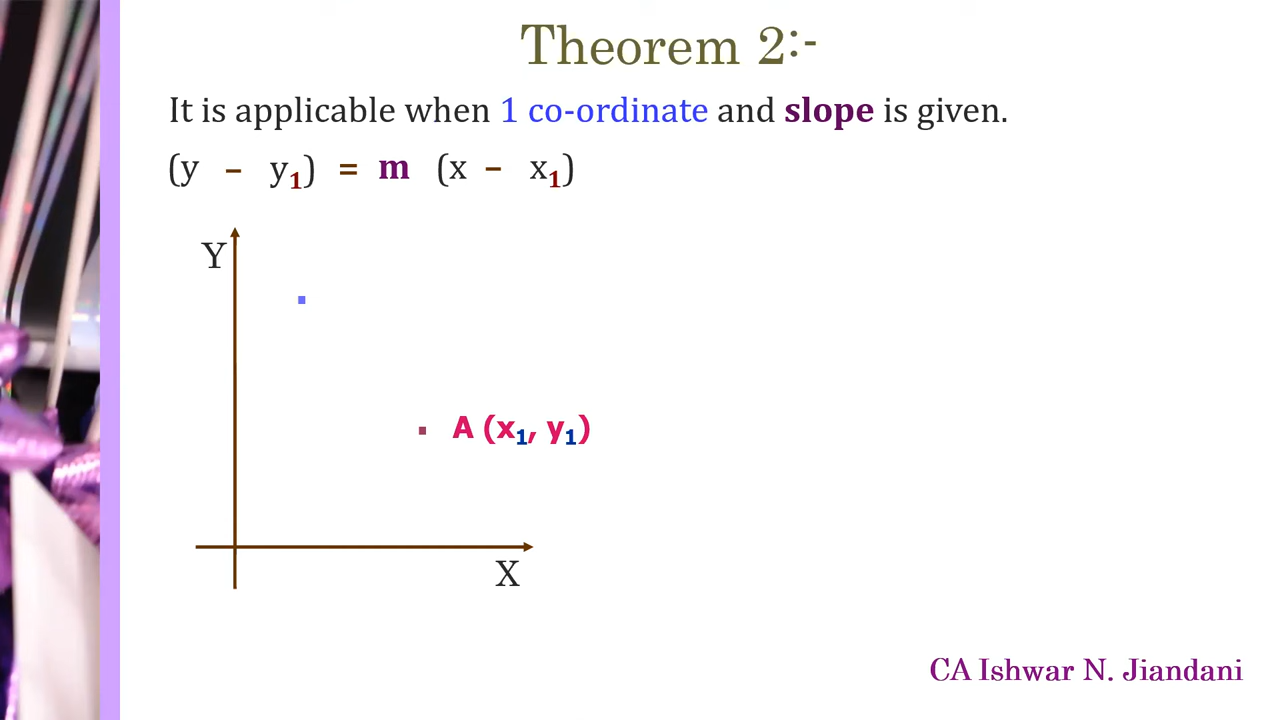 Theorem 2:-
It is applicable when 1 co-ordinate and slope is given.
(y – y₁) = m (x – x₁)
Y
A (x₁, y₁)
X
CA Ishwar N. Jiandani